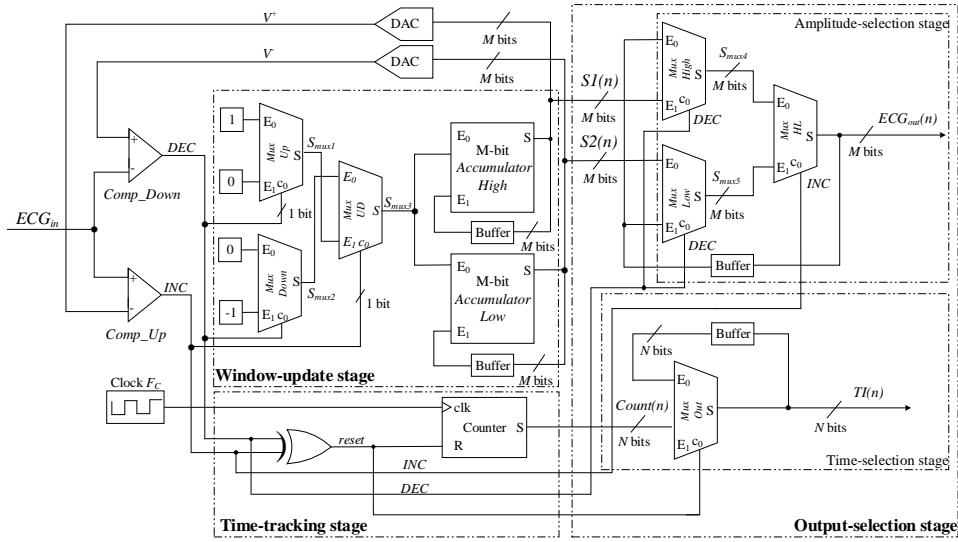 V+
DAC
M bits
V-
DAC
M bits
Amplitude-selection stage
E0
Mux High
S
E1 c0
Smux4
M bits
S1(n)
M bits
DEC
S2(n)
M bits
E0
Mux Low
S
E1 c0
Smux5
M bits
DEC
E0
Mux HL
S
E1 c0
INC
ECGout(n)
M bits
Buffer
1
E0
Mux Up
S
0
E1 c0
Smux1
1 bit
0
E0
Mux Down
S
-1
E1 c0
Smux2
E0
Mux UD
S
E1 c0
Smux3
1 bit
M-bit
Accumulator
High
S
E1
Buffer
M bits
E0
S
M-bit
Accumulator
Low
E1
Buffer
M bits
Window-update stage
+
-
DEC
Comp_Down
ECGin
+
-
INC
Comp_Up
Clock FC
clk
Counter
S
R
reset
INC
DEC
Time-tracking stage
Count(n)
N bits
N bits
Buffer
E0
Mux Out
S
E1 c0
TI(n)
N bits
Time-selection stage
Output-selection stage